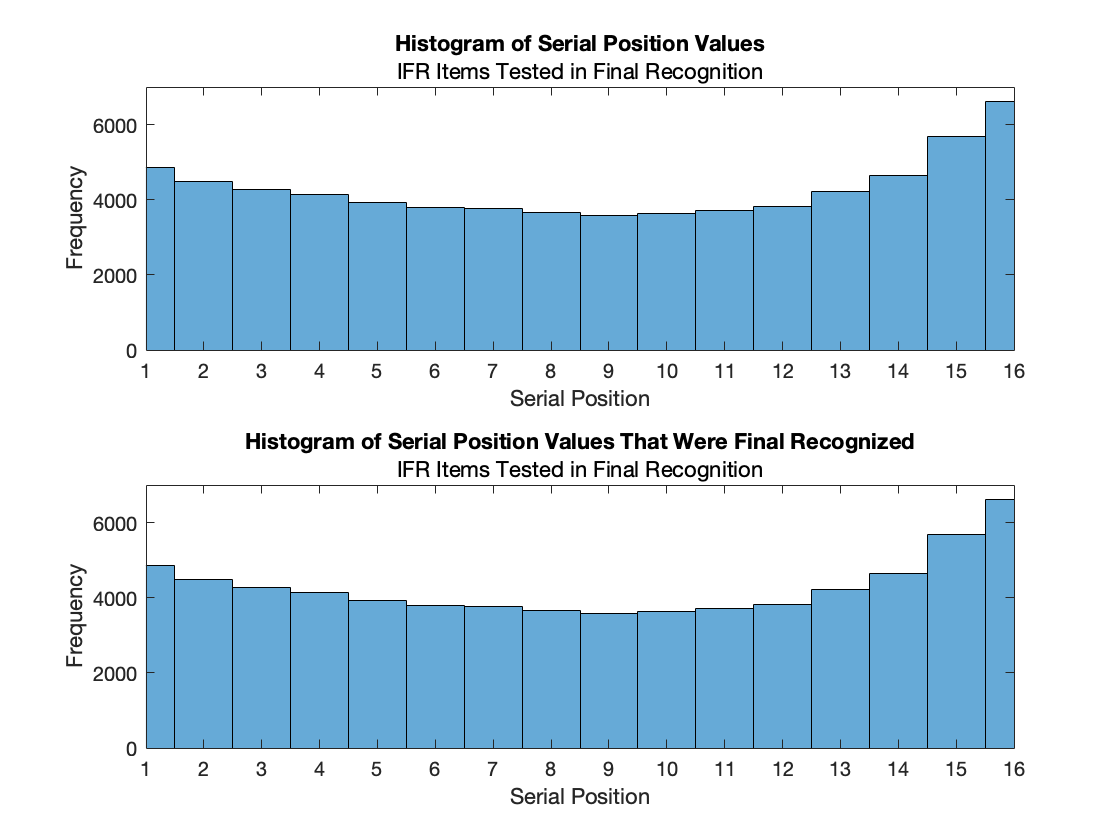 Histogram of Serial Position Values
IFR Items Tested in Final Recognition
6000
4000
2000
0
Frequency
1 2 3 4 5 6 7 8 9 10 11 12 13 14 15 16
Serial Position
Histogram of Serial Position Values That Were Final Recognized
IFR Items Tested in Final Recognition
6000
4000
2000
0
Frequency
1 2 3 4 5 6 7 8 9 10 11 12 13 14 15 16
Serial Position